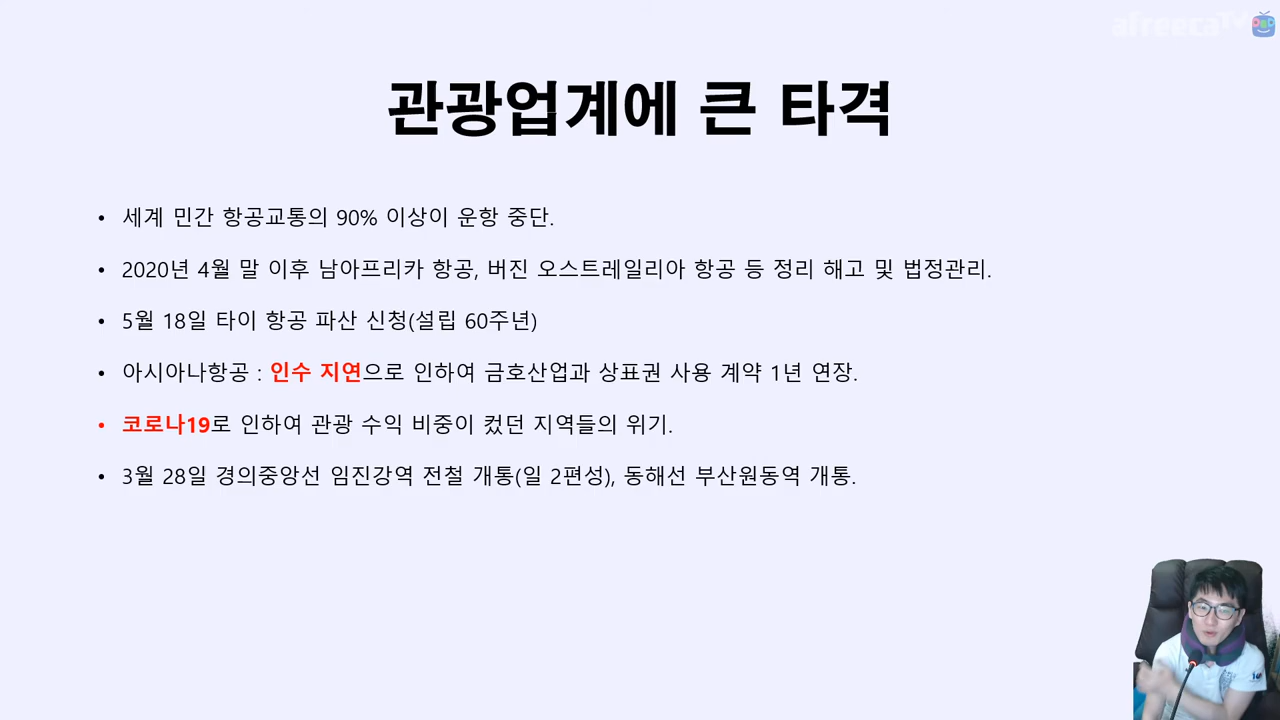 afreecaTV
관광업계에 큰 타격
• 세계 민간 항공교통의 90% 이상이 운항 중단.
• 2020년 4월 말 이후 남아프리카 항공, 버진 오스트레일리아 항공 등 정리 해고 및 법정관리.
• 5월 18일 타이 항공 파산 신청(설립 60주년)
• 아시아나항공 : 인수 지연으로 인하여 금호산업과 상표권 사용 계약 1년 연장.
• 코로나19로 인하여 관광 수익 비중이 컸던 지역들의 위기.
• 3월 28일 경의중앙선 임진강역 전철 개통(일 2편성), 동해선 부산원동역 개통.